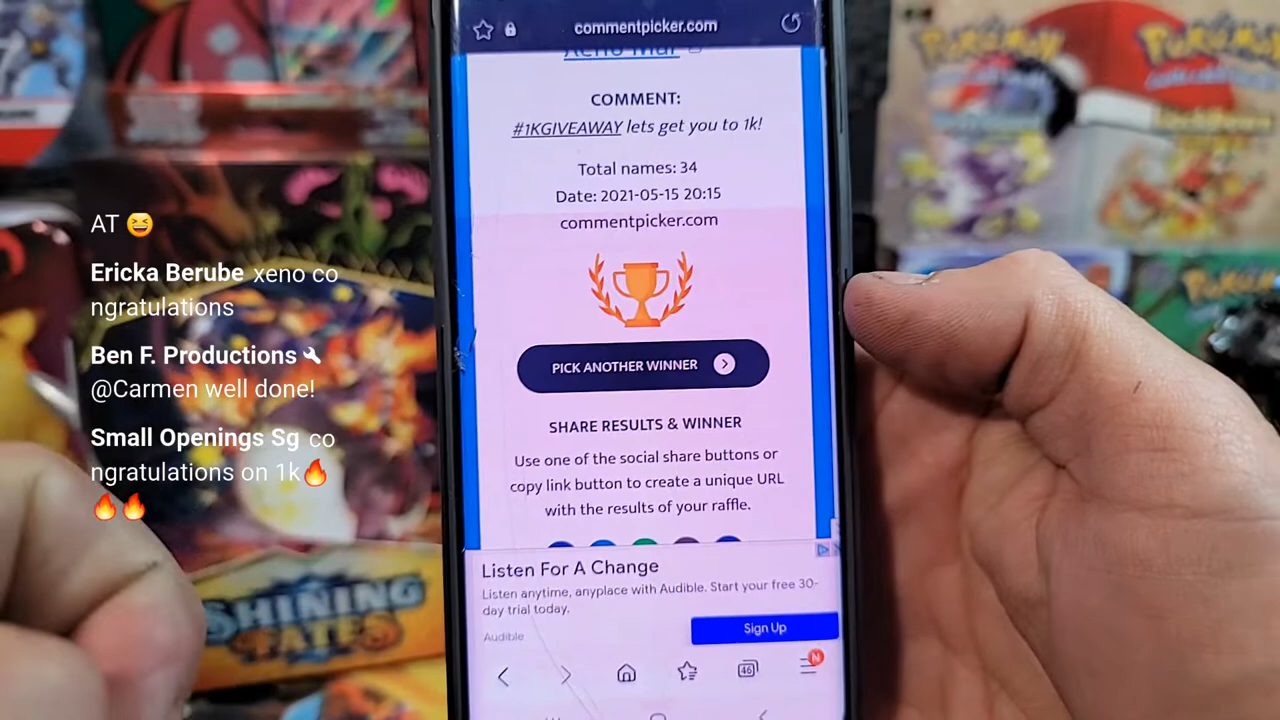 commentpicker.com
COMMENT:
#1KGIVEAWAY lets get you to 1k!
Total names: 34
Date: 2021-05-15 20:15
commentpicker.com
PICK ANOTHER WINNER
SHARE RESULTS & WINNER
Use one of the social share buttons or
copy link button to create a unique URL
with the results of your raffle.
Listen For A Change
Listen anytime, anyplace with Audible. Start your free 30-
day trial today.
Audible
Sign Up
46
N
AT 😆
Ericka Berube xeno co
ngratulations
Ben F. Productions
@Carmen well done!
Small Openings Sg co
ngratulations on 1k🔥
🔥🔥
SHINING
FATES
POKéMON
POKéMON